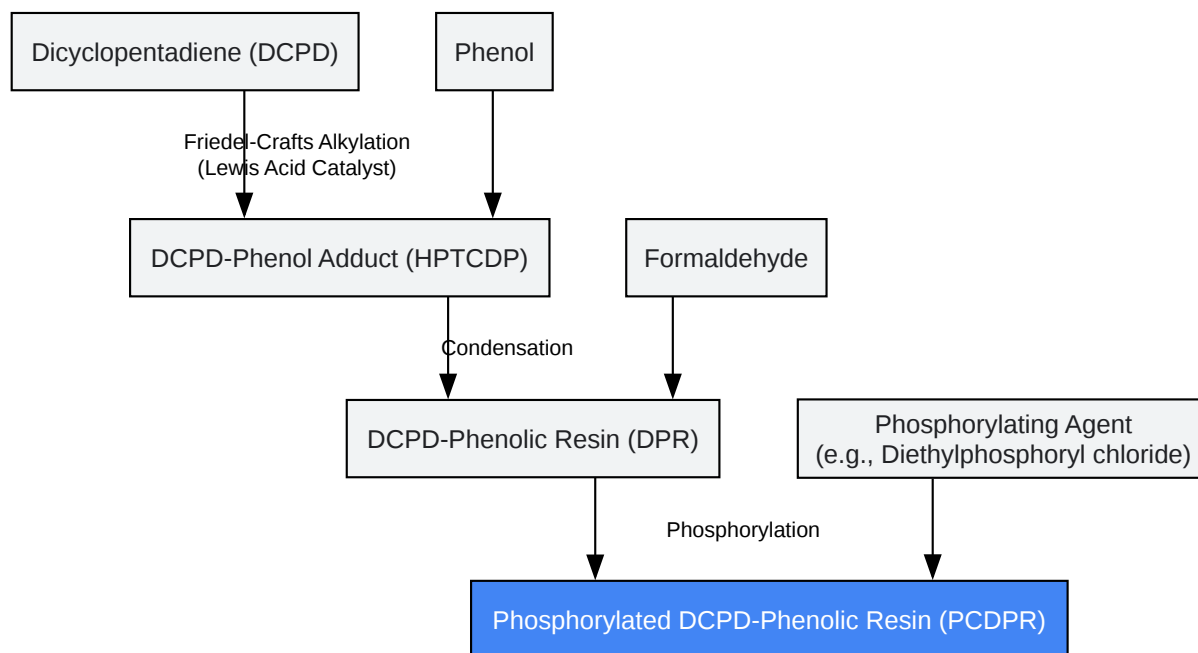 Dicyclopentadiene (DCPD)
Phenol
Friedel-Crafts Alkylation
(Lewis Acid Catalyst)
DCPD-Phenol Adduct (HPTCDP)
Formaldehyde
Condensation
DCPD-Phenolic Resin (DPR)
Phosphorylating Agent
(e.g., Diethylphosphoryl chloride)
Phosphorylation
Phosphorylated DCPD-Phenolic Resin (PCDPR)